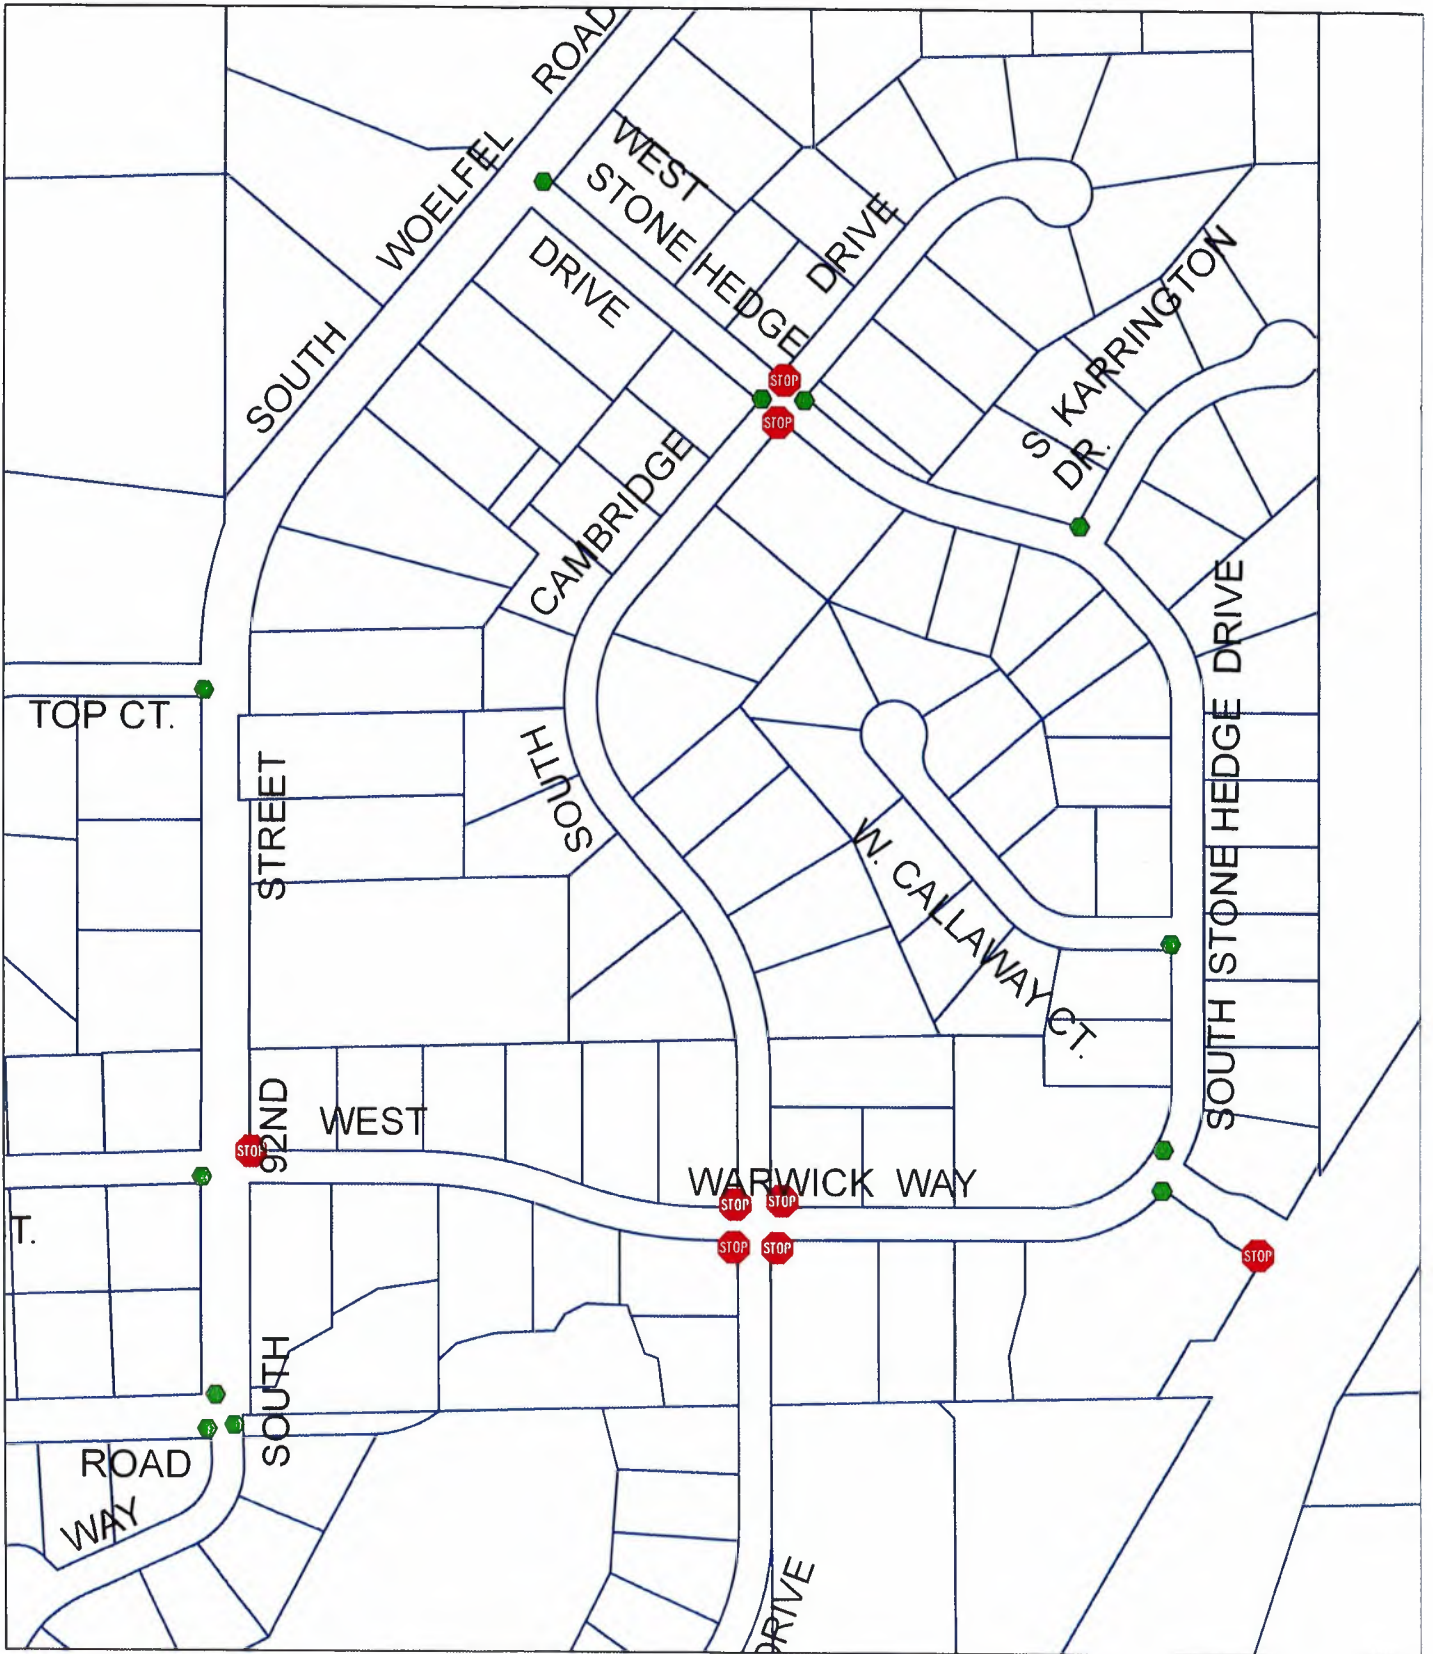 ROAD
WOELFEL
SOUTH
WEST
STONE HEDGE
DRIVE
DRIVE
S KARRINGTON
DR.
STOP
STOP
CAMBRIDGE
SOUTH
TOP CT.
STREET
W. CALLAWAY CT.
SOUTH STONE HEDGE DRIVE
92ND
STOP
WEST
WARWICK WAY
STOP
STOP
STOP
STOP
STOP
T.
SOUTH
ROAD
WAY
DRIVE